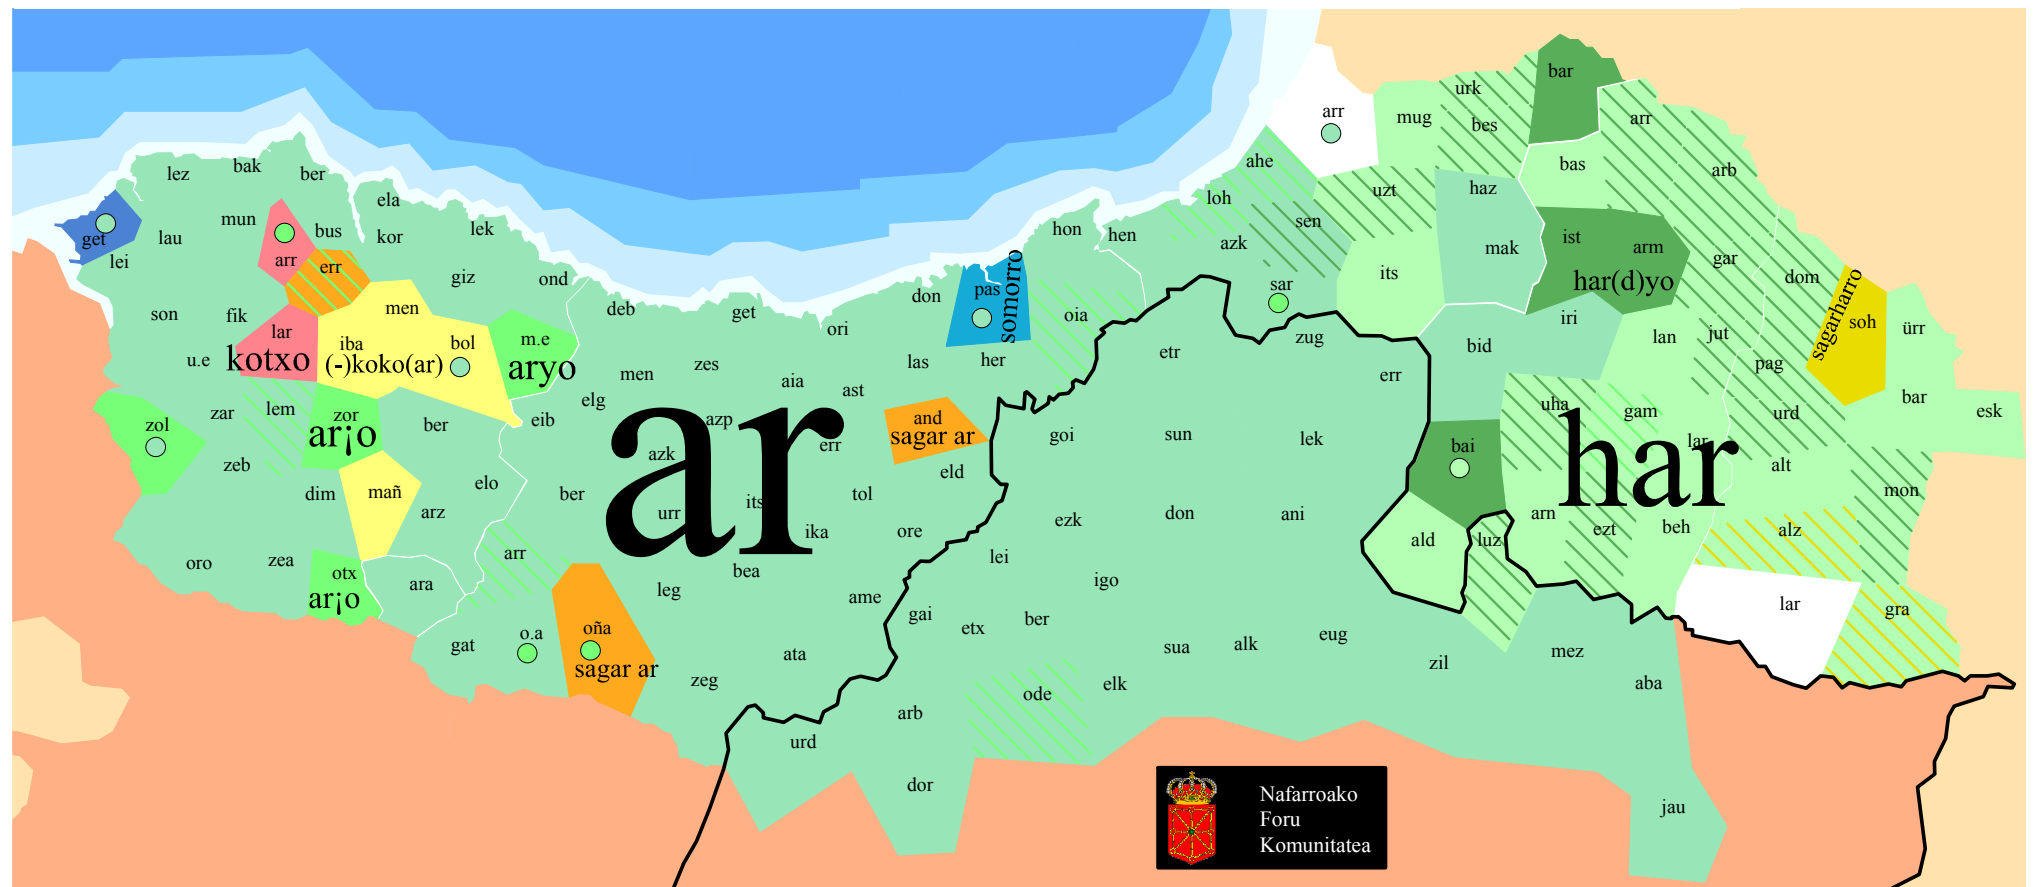 bar
urk
arr
mug
arr
bes
ahe
bas
arb
lez
bak
ber
uzt
haz
loh
ela
mun
bus
kor
lek
hon
hen
sen
get
lau
azk
mak
ist
arm
lei
arr
err
giz
ond
its
gar
dom
har(d)yo
sagarharro
pas
somorro
don
sar
son
fik
men
deb
get
oia
iri
soh
ürr
lar
ori
iba
bol
m.e
zug
bid
lan
jut
u.e
kotxo
(-)koko(ar)
aryo
men
zes
las
her
etr
err
pag
aia
ast
elg
bar
zar
lem
zor
uha
gam
urd
esk
zol
ar¡o
ber
eib
azp
and
sagar ar
goi
sun
lek
ar
err
azk
bai
har
lar
alt
zeb
eld
dim
mañ
elo
ber
its
tol
mon
arz
urr
ika
ore
ezk
don
ani
arn
ezt
beh
alz
ald
luz
arr
lei
oro
zea
otx
ara
leg
bea
igo
ar¡o
ame
gai
etx
ber
lar
gra
gat
o.a
oña
sagar ar
ata
sua
alk
eug
zil
mez
zeg
ode
elk
aba
arb
urd
dor
jau
Nafarroako
Foru
Komunitatea